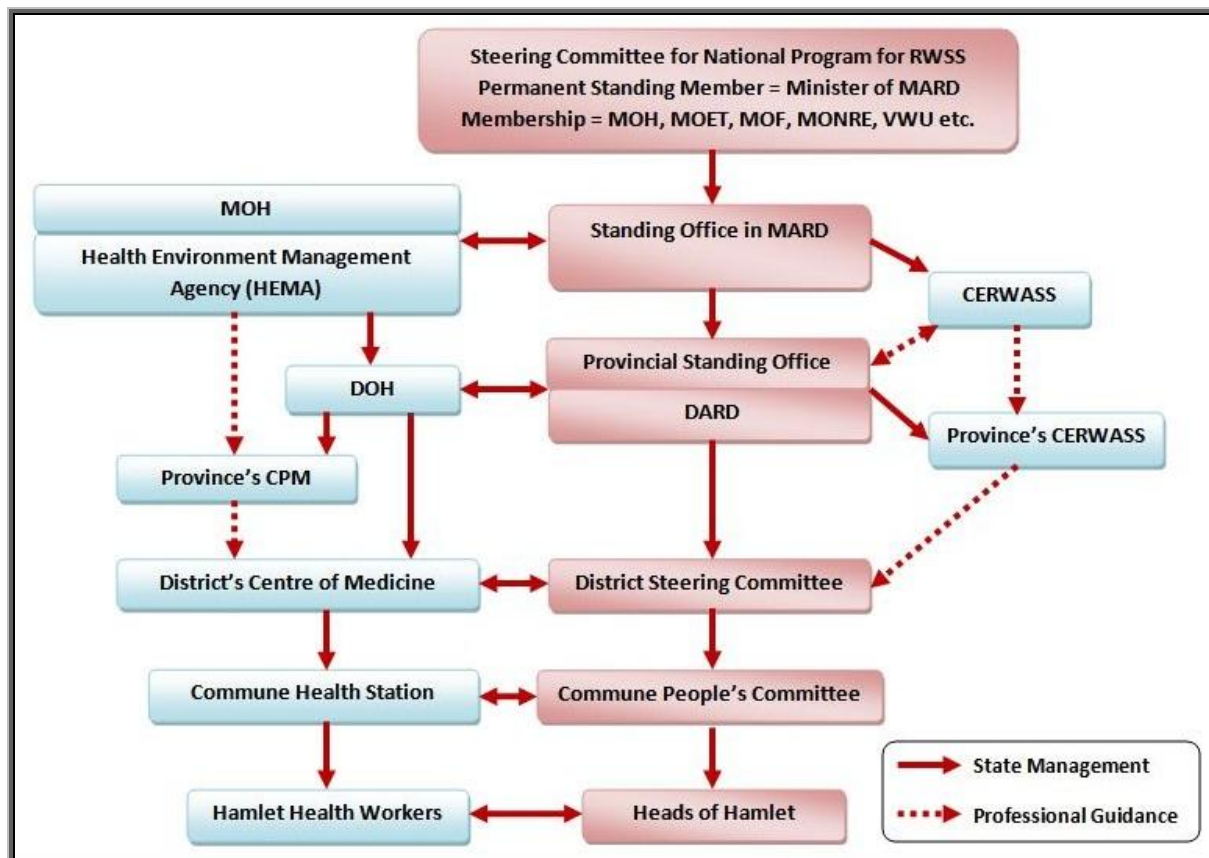 Steering Committee for National Program for RWSS
Permanent Standing Member = Minister of MARD
Membership = MOH, MOET, MOF, MONRE, VWU etc.
MOH
Health Environment Management
Agency (HEMA)
Standing Office in MARD
CERWASS
Provincial Standing Office
DOH
DARD
Province’s CERWASS
Province’s CPM
District’s Centre of Medicine
District Steering Committee
Commune Health Station
Commune People’s Committee
Hamlet Health Workers
Heads of Hamlet
State Management
Professional Guidance